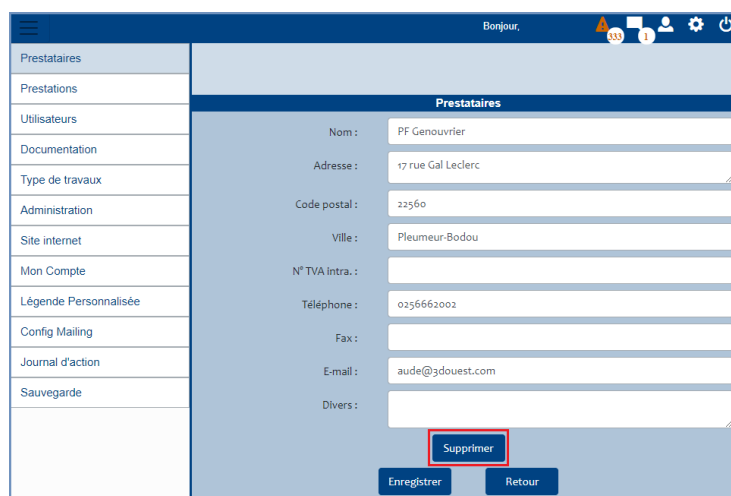 Bonjour,
333
1
Prestataires
Prestations
Utilisateurs
Documentation
Type de travaux
Administration
Site internet
Mon Compte
Légende Personnalisée
Config Mailing
Journal d'action
Sauvegarde
Prestataires
Nom : PF Genouvrier
Adresse : 17 rue Gal Leclerc
Code postal : 22560
Ville : Pleumeur-Bodou
N° TVA intra. :
Téléphone : 0256662002
Fax :
E-mail : aude@3douest.com
Divers :
Supprimer
Enregistrer Retour